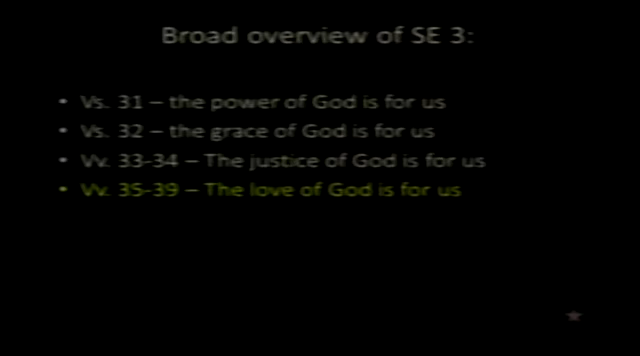 Broad overview of SE 3:
• Vs. 31 – the power of God is for us
• Vs. 32 – the grace of God is for us
• Vv. 33-34 – The justice of God is for us
• Vv. 35-39 – The love of God is for us